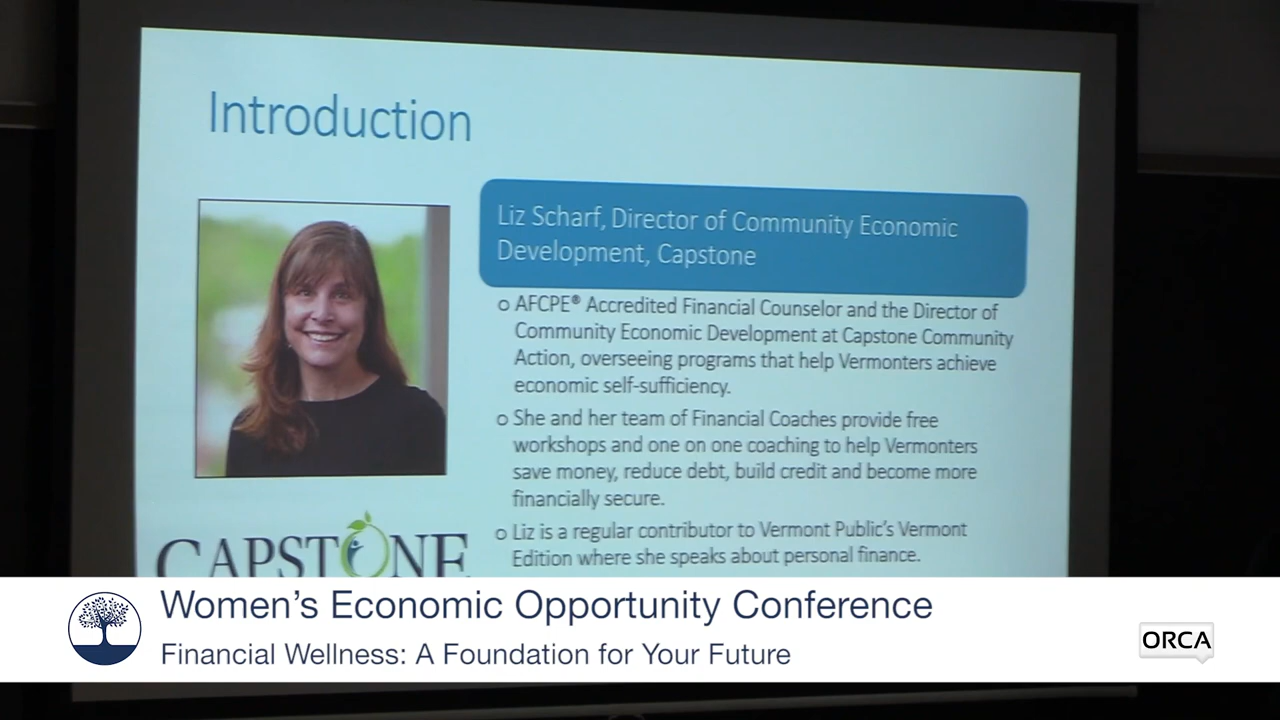 Introduction
Liz Scharf, Director of Community Economic
Development, Capstone
o AFCPE® Accredited Financial Counselor and the Director of
Community Economic Development at Capstone Community
Action, overseeing programs that help Vermonters achieve
economic self-sufficiency.
o She and her team of Financial Coaches provide free
workshops and one on one coaching to help Vermonters
save money, reduce debt, build credit and become more
financially secure.
o Liz is a regular contributor to Vermont Public's Vermont
Edition where she speaks about personal finance.
CAPSTONE
Women's Economic Opportunity Conference
Financial Wellness: A Foundation for Your Future
ORCA